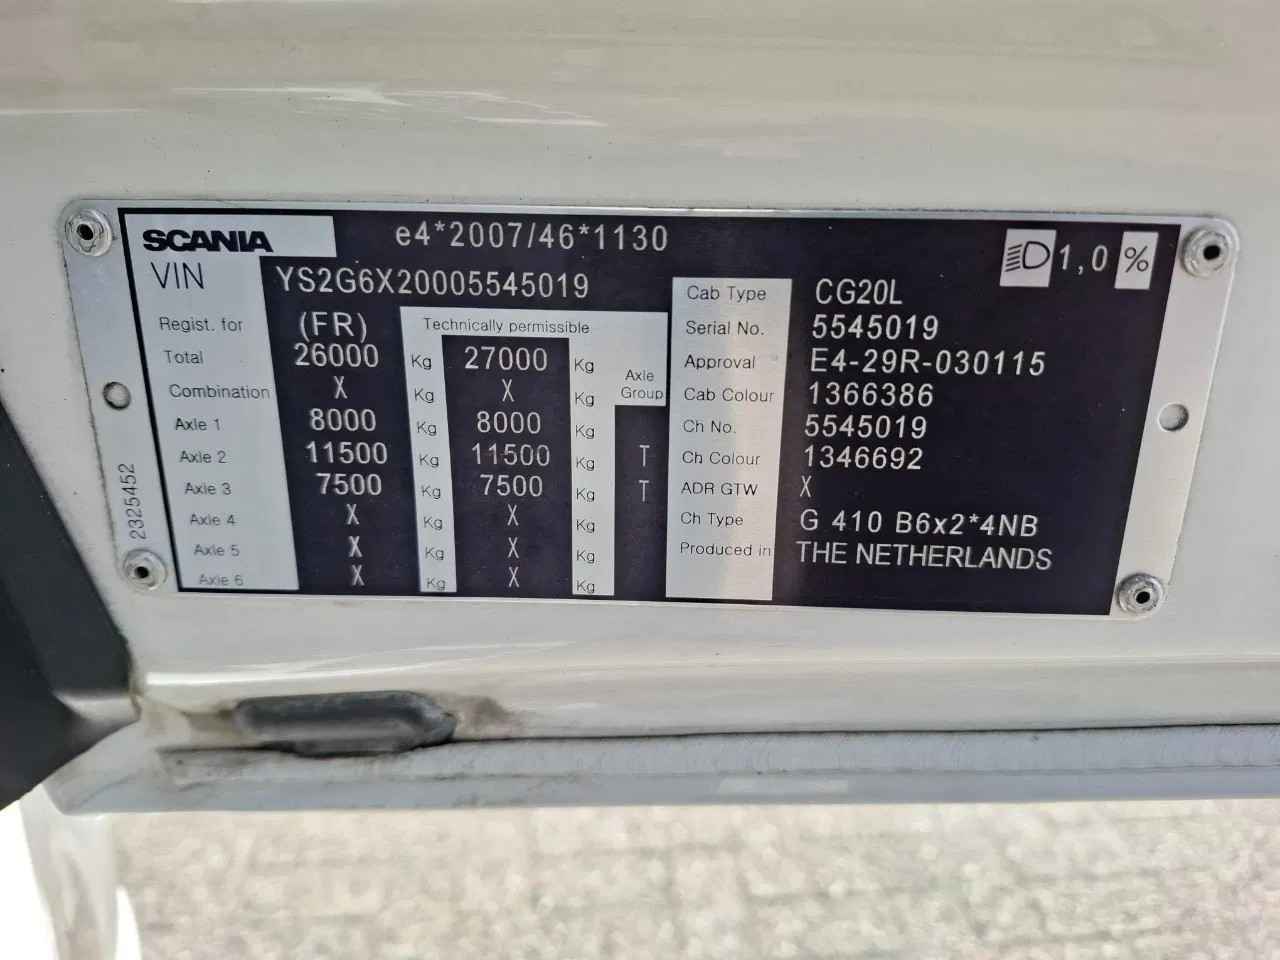 SCANIA e4*2007/46*1130 1,0 %
VIN YS2G6X20005545019
Regist. for (FR) Technically permissible
Total 26000 Kg 27000 Kg
Combination X Kg X Kg Axle Group
Axle 1 8000 Kg 8000 Kg
Axle 2 11500 Kg 11500 Kg T
Axle 3 7500 Kg 7500 Kg T
Axle 4 X Kg X Kg
Axle 5 X Kg X Kg
Axle 6 X Kg X Kg
Cab Type CG20L
Serial No. 5545019
Approval E4-29R-030115
Cab Colour 1366386
Ch No. 5545019
Ch Colour 1346692
ADR GTW X
Ch Type G 410 B6x2*4NB
Produced in THE NETHERLANDS
2325452